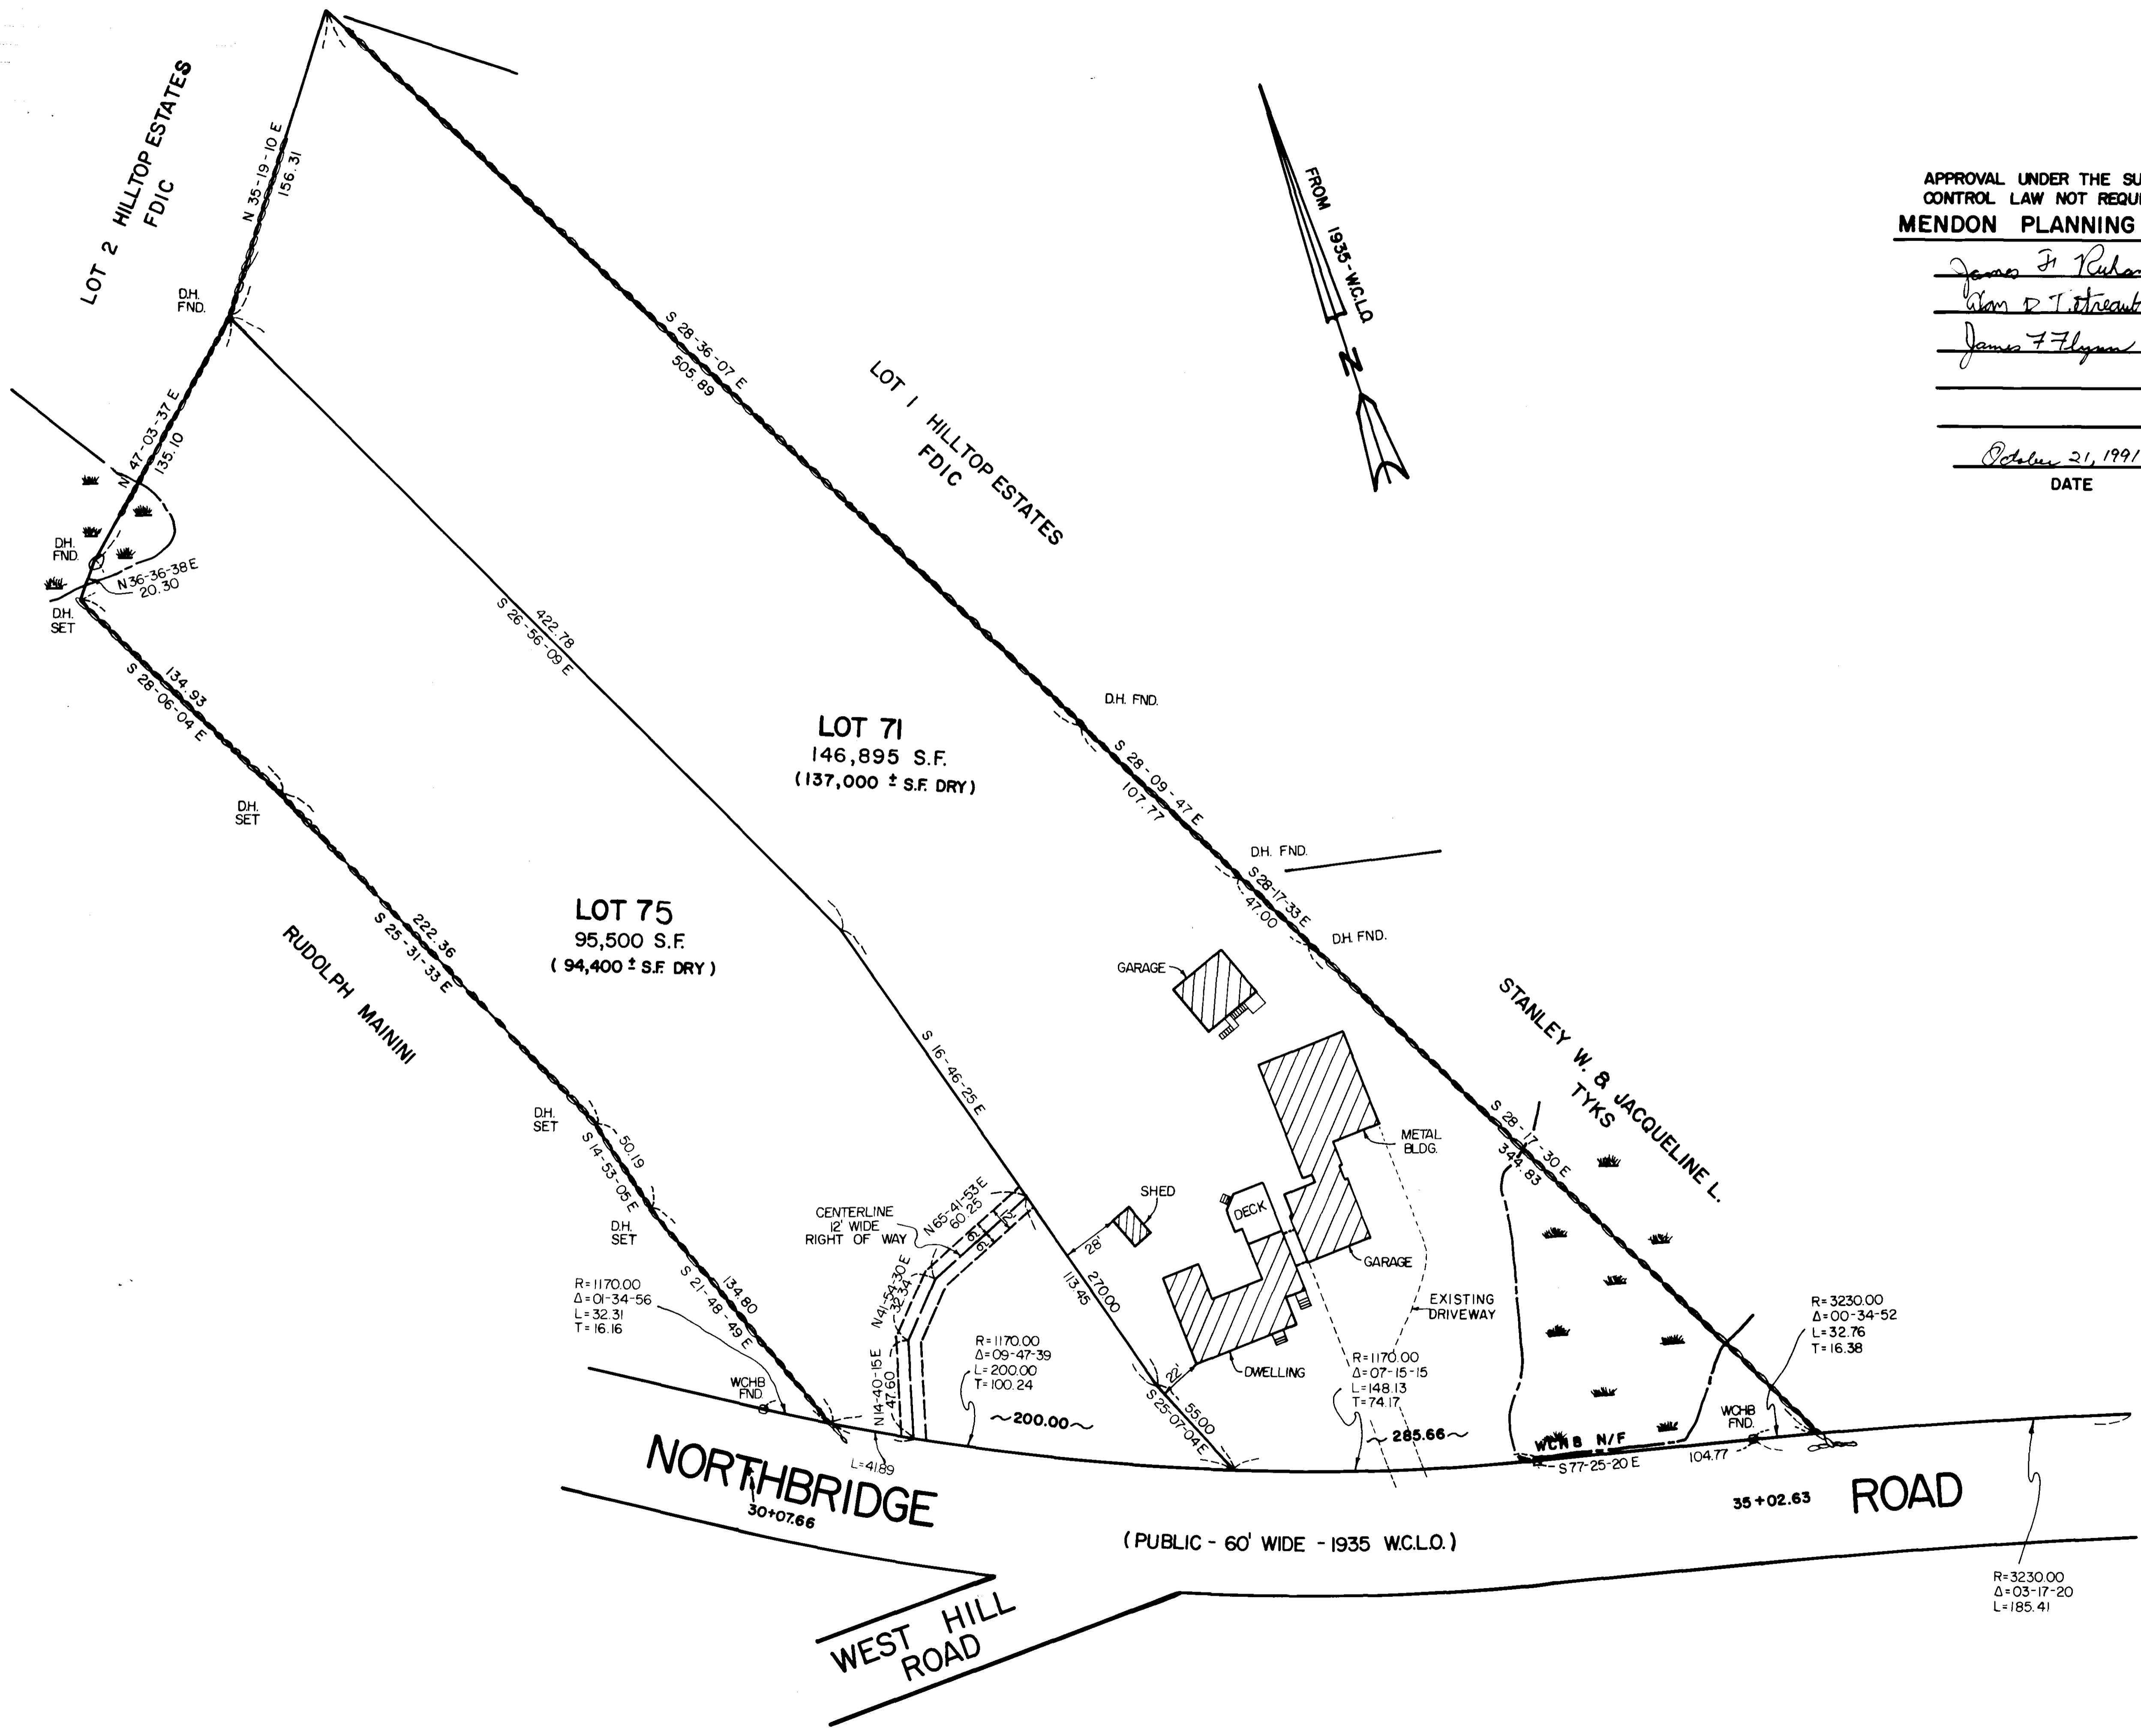 LOT 2 HILLTOP ESTATES
FDIC
N 35-19-10 E
156.31
D.H.
FND.
N 47-03-37 E
135.10
D.H.
FND.
N 36-36-38 E
20.30
D.H.
SET
S 28-36-07 E
505.89
LOT 1 HILLTOP ESTATES
FDIC
FROM 1935-W.C.L.O.
N
APPROVAL UNDER THE SU
CONTROL LAW NOT REQU
MENDON PLANNING
James F
James F Flynn
October 21, 1991
DATE
134.93
S 28-06-04 E
422.78
S 26-56-09 E
D.H.
SET
LOT 71
146,895 S.F.
(137,000 ± S.F. DRY)
D.H. FND.
S 28-09-47 E
107.77
D.H. FND.
S 28-17-33 E
47.00
D.H. FND.
LOT 75
95,500 S.F.
(94,400 ± S.F. DRY)
222.36
S 25-31-33 E
RUDOLPH MAININI
GARAGE
STANLEY W. & JACQUELINE L.
TYKS
S 16-46-25 E
D.H.
SET
50.19
S 14-53-05 E
METAL
BLDG.
S 28-17-30 E
344.83
D.H.
SET
CENTERLINE
12' WIDE
RIGHT OF WAY
N 65-41-53 E
60.25
12'
6'
6'
SHED
DECK
28'
270.00
113.45
GARAGE
N 41-54-30 E
32.34
134.80
S 21-48-49 E
R=1170.00
Δ=01-34-56
L=32.31
T=16.16
EXISTING
DRIVEWAY
R=3230.00
Δ=00-34-52
L=32.76
T=16.38
R=1170.00
Δ=09-47-39
L=200.00
T=100.24
N 14-40-15 E
47.60
DWELLING
22'
R=1170.00
Δ=07-15-15
L=148.13
T=74.17
WCHB
FND.
55.00
S 25-07-04 E
~200.00~
~285.66~
WCHB
FND.
WCHB N/F
S 77-25-20 E
104.77
L=41.89
NORTHBRIDGE
ROAD
30+07.66
35+02.63
(PUBLIC - 60' WIDE - 1935 W.C.L.O.)
R=3230.00
Δ=03-17-20
L=185.41
WEST HILL
ROAD